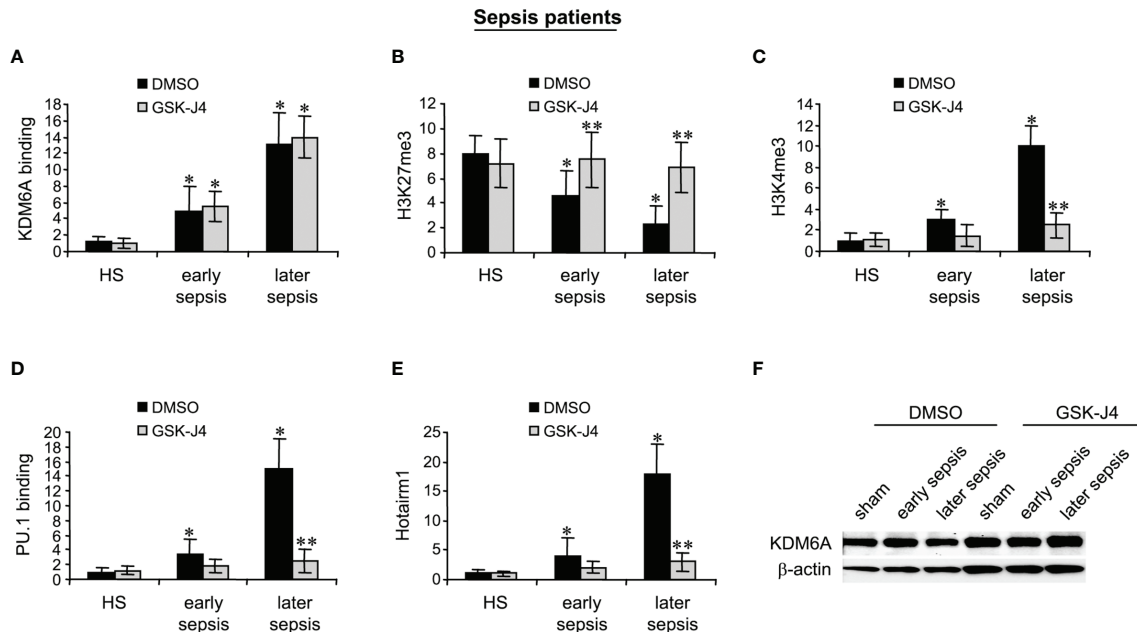 Sepsis patients
A
DMSO
GSK-J4
KDM6A binding
18
16
14
12
10
8
6
4
2
0
* * * *
HS
early sepsis
later sepsis
B
DMSO
GSK-J4
H3K27me3
12
10
8
6
4
2
0
* ** * **
HS
early sepsis
later sepsis
C
DMSO
GSK-J4
H3K4me3
14
12
10
8
6
4
2
0
* * **
HS
eary sepsis
later sepsis
D
DMSO
GSK-J4
PU.1 binding
20
18
16
14
12
10
8
6
4
2
0
* * **
HS
early sepsis
later sepsis
E
DMSO
GSK-J4
Hotairm1
25
20
15
10
5
0
* * **
HS
early sepsis
later sepsis
F
DMSO
GSK-J4
sham
early sepsis
later sepsis
sham
early sepsis
later sepsis
KDM6A
β-actin